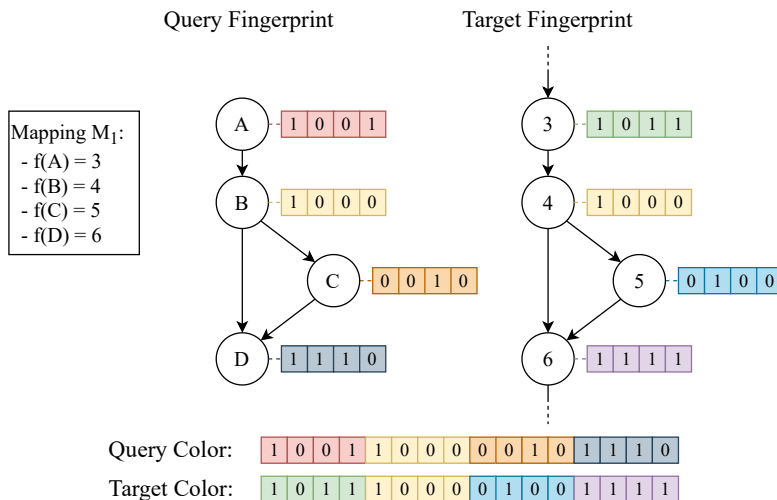 Query Fingerprint
Target Fingerprint
Mapping M1:
- f(A) = 3
- f(B) = 4
- f(C) = 5
- f(D) = 6
A 1 0 0 1
3 1 0 1 1
B 1 0 0 0
4 1 0 0 0
C 0 0 1 0
5 0 1 0 0
D 1 1 1 0
6 1 1 1 1
Query Color: 1 0 0 1 1 0 0 0 0 0 1 0 1 1 1 0
Target Color: 1 0 1 1 1 0 0 0 0 1 0 0 1 1 1 1